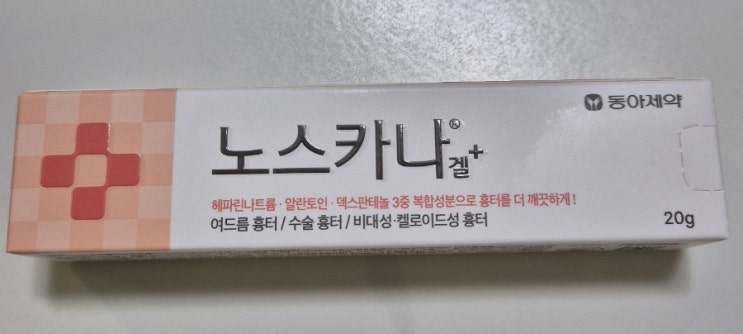 동아제약
노스카나® 겔+
헤파린나트륨·알란토인·덱스판테놀 3중 복합성분으로 흉터를 더 깨끗하게!
여드름 흉터/수술 흉터/비대성·켈로이드성 흉터
20g